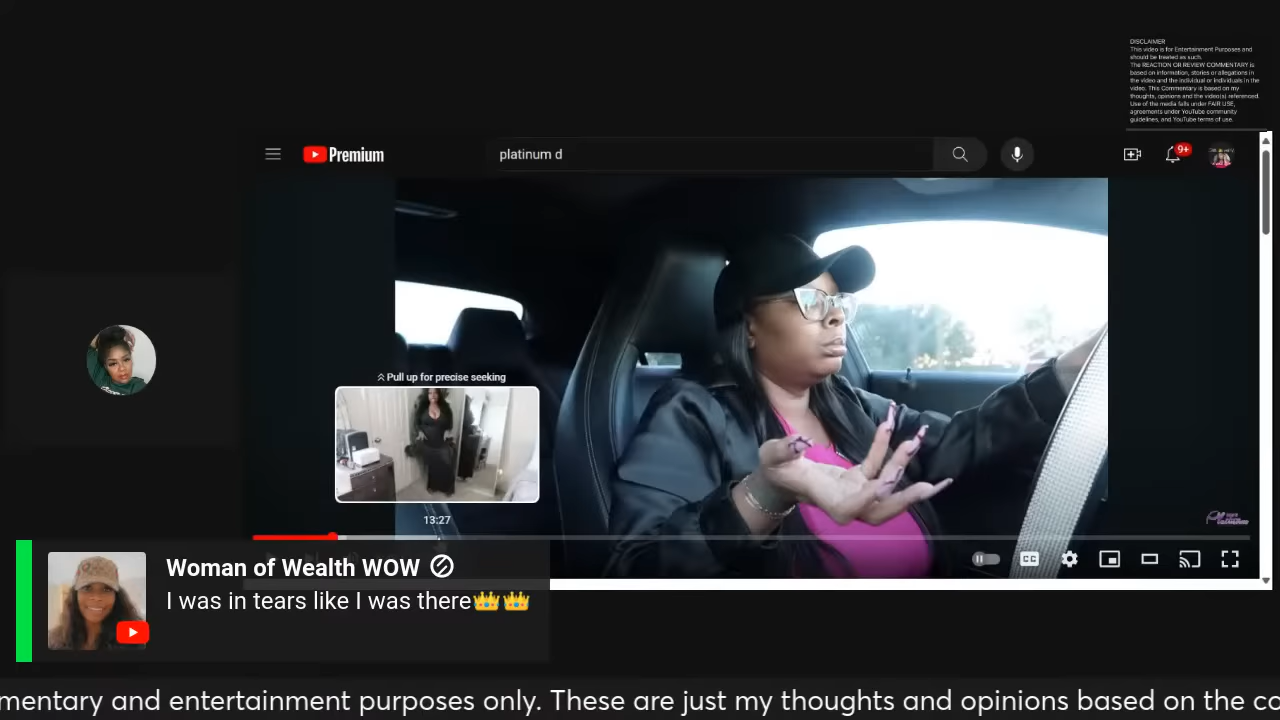 DISCLAIMER
This video is for Entertainment Purposes and
should be treated as such.
The REACTION OR REVIEW COMMENTARY is
based on information, stories or allegations in
the video and the individual or individuals in the
video. This Commentary is based on my
thoughts, opinions and the video(s) referenced.
Use of the media falls under FAIR USE,
agreements under YouTube community
guidelines, and YouTube terms of use.
Premium
platinum d
9+
Pull up for precise seeking
13:27
CC
Woman of Wealth WOW
I was in tears like I was there👑👑
mentary and entertainment purposes only. These are just my thoughts and opinions based on the co